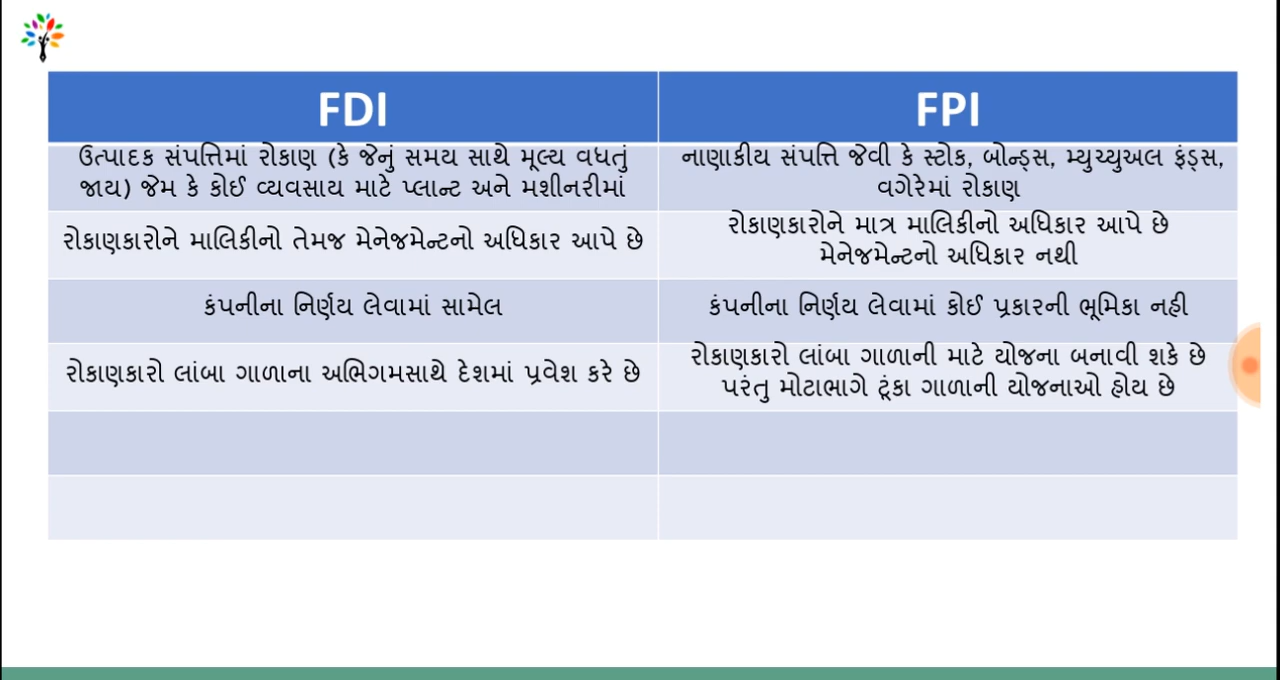 FDI
FPI
ઉત્પાદક સંપત્તિમાં રોકાણ (કે જેનું સમય સાથે મૂલ્ય વધતું
જાય) જેમ કે કોઈ વ્યવસાય માટે પ્લાન્ટ અને મશીનરીમાં
નાણાકીય સંપત્તિ જેવી કે સ્ટોક, બોન્ડ્સ, મ્યુચ્યુઅલ ફંડ્સ,
વગેરેમાં રોકાણ
રોકાણકારોને માલિકીનો તેમજ મેનેજમેન્ટનો અધિકાર આપે છે
રોકાણકારોને માત્ર માલિકીનો અધિકાર આપે છે
મેનેજમેન્ટનો અધિકાર નથી
કંપનીના નિર્ણય લેવામાં સામેલ
કંપનીના નિર્ણય લેવામાં કોઈ પ્રકારની ભૂમિકા નહી
રોકાણકારો લાંબા ગાળાના અભિગમસાથે દેશમાં પ્રવેશ કરે છે
રોકાણકારો લાંબા ગાળાની માટે યોજના બનાવી શકે છે
પરંતુ મોટાભાગે ટૂંકા ગાળાની યોજનાઓ હોય છે